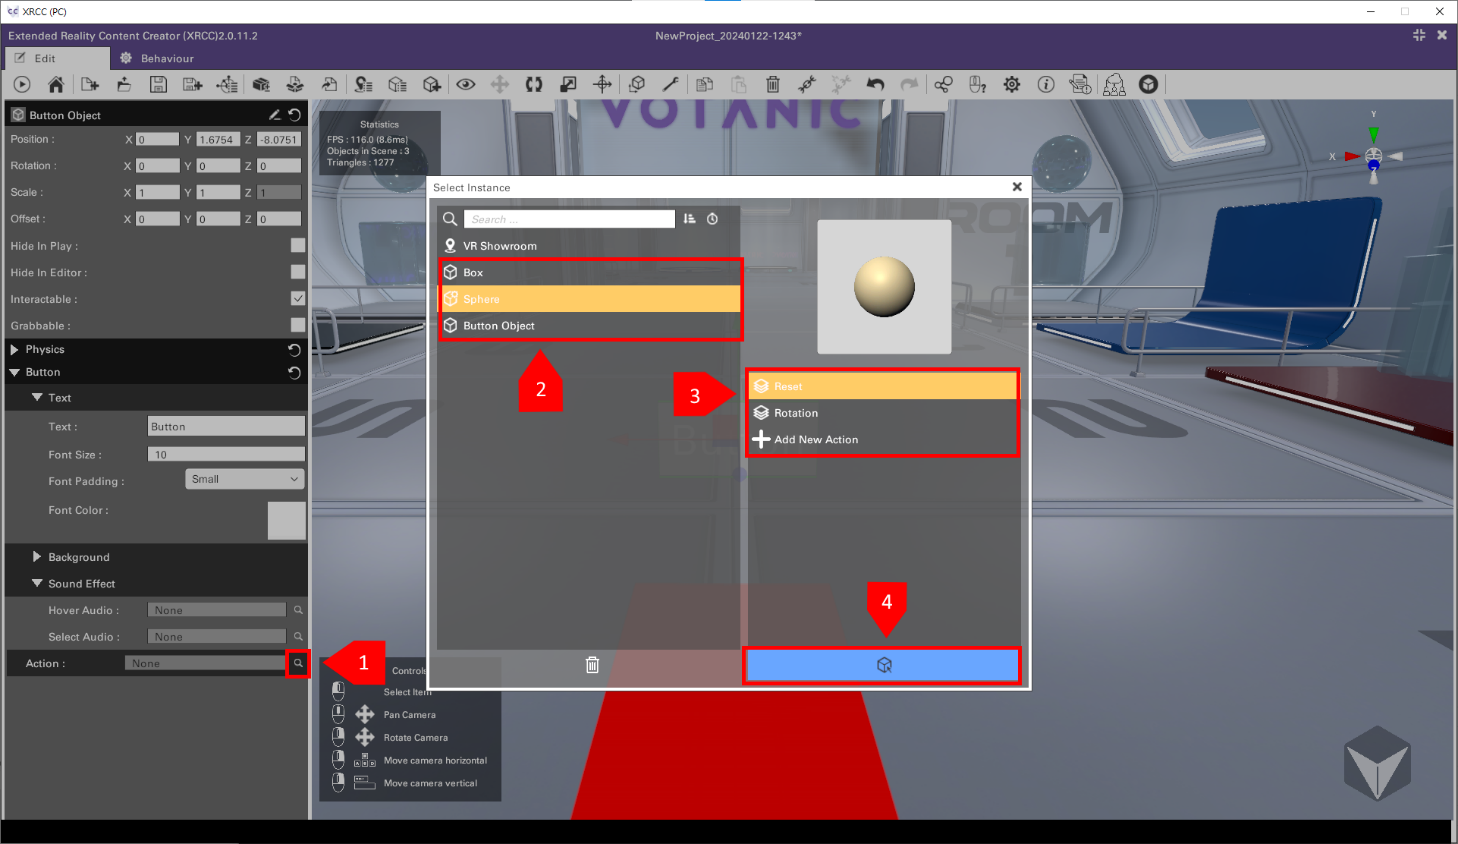 XRCC (PC)
Extended Reality Content Creator (XRCC)2.0.11.2
NewProject_20240122-1243*
Edit
Behaviour
Button Object
Position : X 0 Y 1.6754 Z -8.0751
Rotation : X 0 Y 0 Z 0
Scale : X 1 Y 1 Z 1
Offset : X 0 Y 0 Z 0
Hide In Play :
Hide In Editor :
Interactable :
Grabbable :
Physics
Button
Text
Text : Button
Font Size : 10
Font Padding : Small
Font Color :
Background
Sound Effect
Hover Audio : None
Select Audio : None
Action : None
1
VOTANIC
Statistics
FPS : 116.0 (8.6ms)
Objects in Scene : 3
Triangles : 1277
Y
X
Z
ROOM
Select Instance
Search ...
VR Showroom
Box
Sphere
Button Object
2
3
Reset
Rotation
Add New Action
4
Controls
Select Item
Pan Camera
Rotate Camera
Move camera horizontal
Move camera vertical